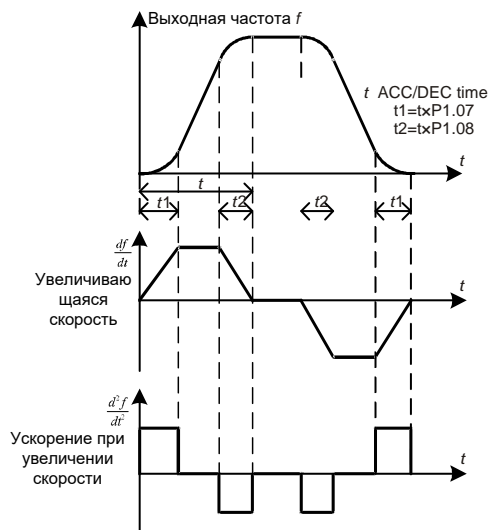 Выходная частота f
t ACC/DEC time
t1=t×P1.07
t2=t×P1.08
t
t
t1 t2 t2 t1
df
dt
Увеличиваю
щаяся
скорость
t
d²f
dt²
Ускорение при
увеличении
скорости
t